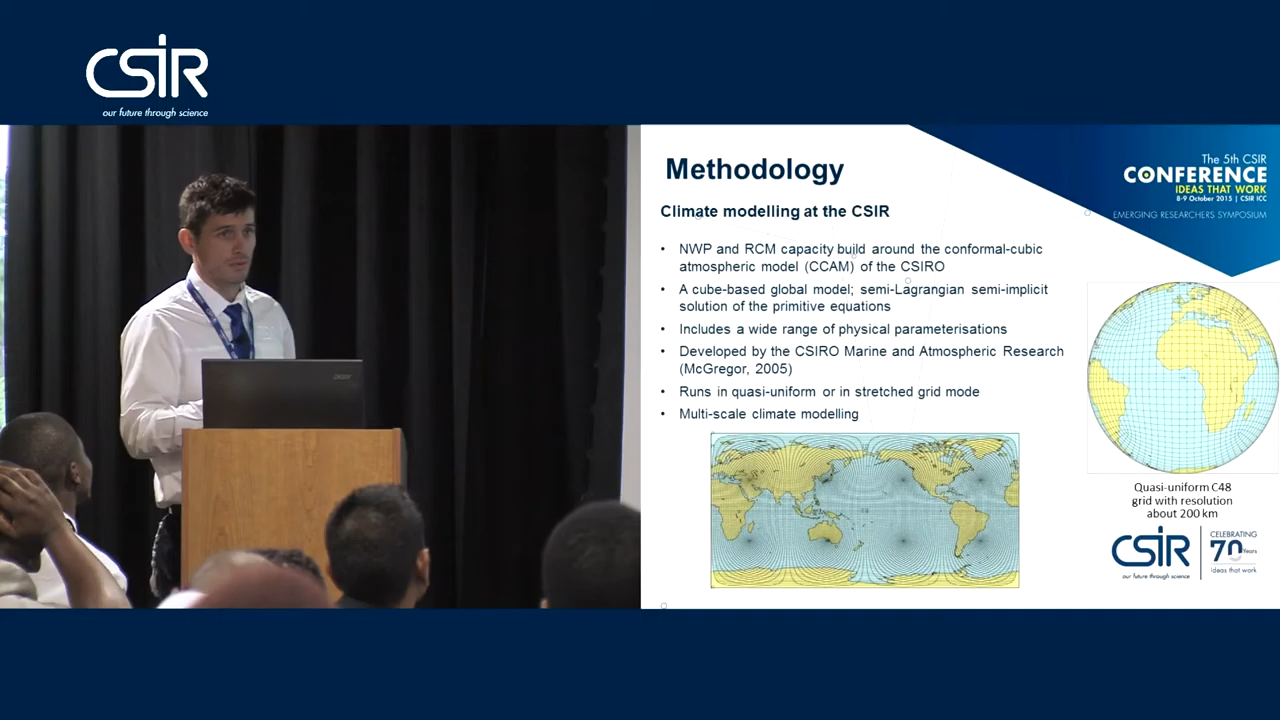 CSIR
our future through science
The 5th CSIR
CONFERENCE
IDEAS THAT WORK
8-9 October 2015 | CSIR ICC
EMERGING RESEARCHERS SYMPOSIUM
Methodology
Climate modelling at the CSIR
• NWP and RCM capacity build around the conformal-cubic
atmospheric model (CCAM) of the CSIRO
• A cube-based global model; semi-Lagrangian semi-implicit
solution of the primitive equations
• Includes a wide range of physical parameterisations
• Developed by the CSIRO Marine and Atmospheric Research
(McGregor, 2005)
• Runs in quasi-uniform or in stretched grid mode
• Multi-scale climate modelling
Quasi-uniform C48
grid with resolution
about 200 km
CSIR
our future through science
CELEBRATING
70 Years
Ideas that work
acer